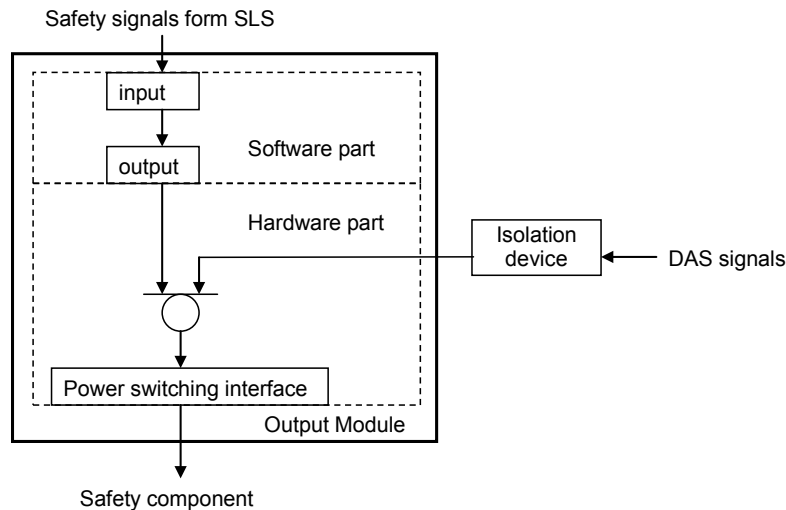 Safety signals form SLS
input
output
Software part
Hardware part
Isolation
device
DAS signals
Power switching interface
Output Module
Safety component